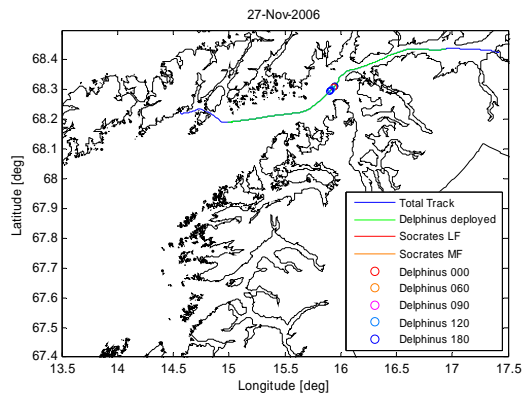 27-Nov-2006
Latitude [deg]
68.4
68.3
68.2
68.1
68
67.9
67.8
67.7
67.6
67.5
67.4
13.5 14 14.5 15 15.5 16 16.5 17 17.5
Longitude [deg]
Total Track
Delphinus deployed
Socrates LF
Socrates MF
Delphinus 000
Delphinus 060
Delphinus 090
Delphinus 120
Delphinus 180